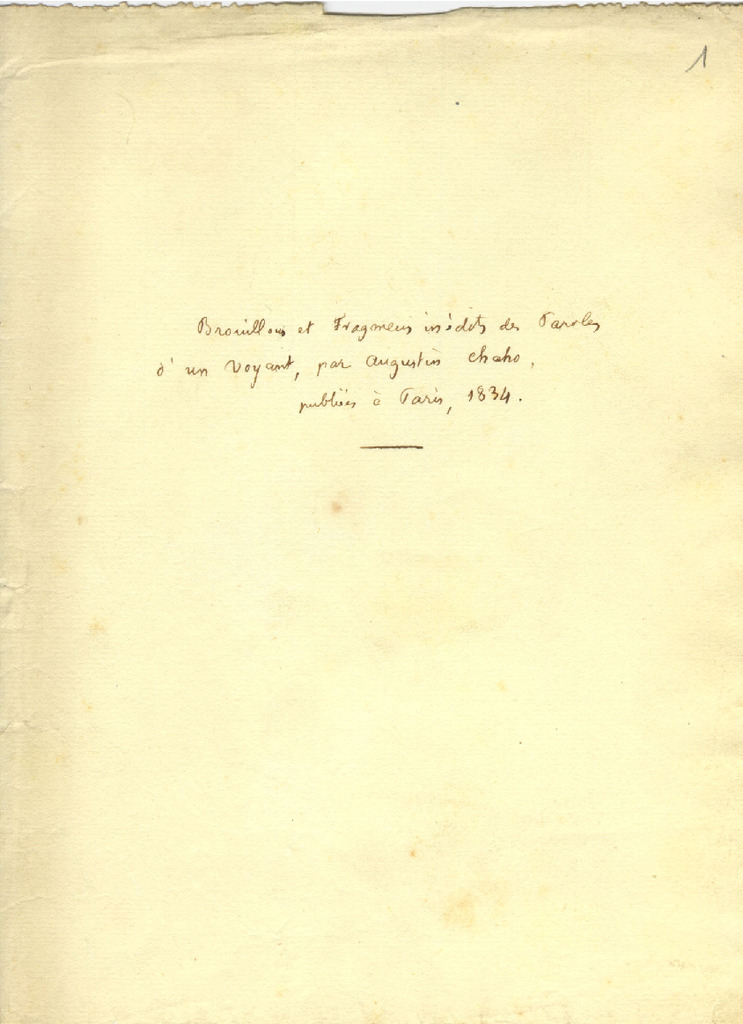 1
Brouillons et Fragmens inédits des Paroles
d'un Voyant, par Augustin Chaho,
publiées à Paris, 1834.